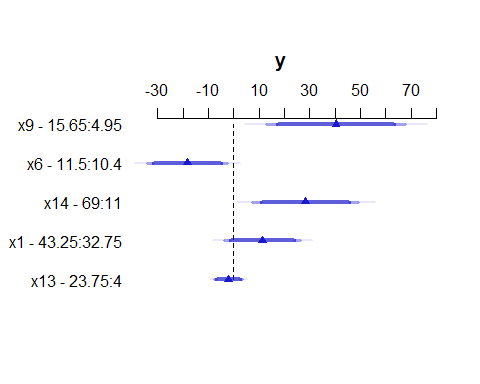 y
-30 -10 10 30 50 70
x9 - 15.65:4.95
x6 - 11.5:10.4
x14 - 69:11
x1 - 43.25:32.75
x13 - 23.75:4